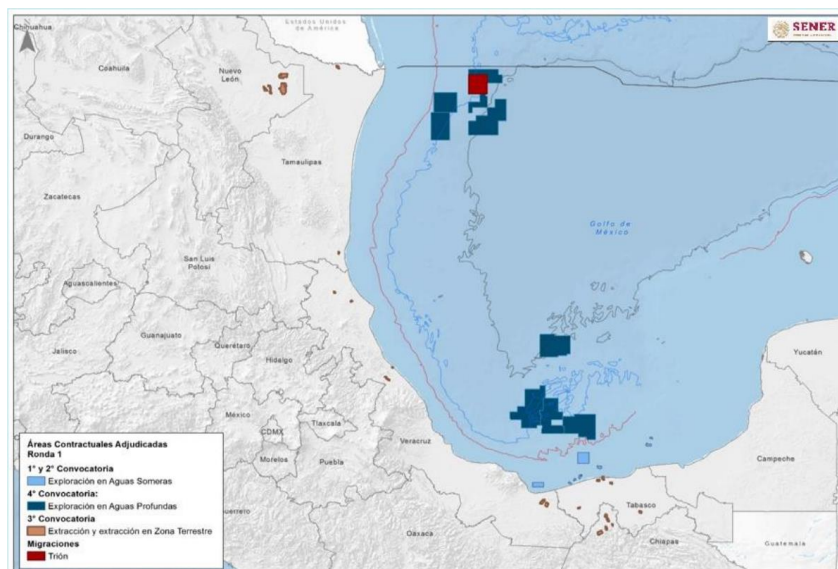 Estados Unidos
de América
SENER
Chihuahua
Coahuila
Nuevo
León
Durango
Tamaulipas
Zacatecas
Golfo de
México
San Luis
Potosí
Aguascalientes
Guanajuato
Jalisco
Querétaro
Hidalgo
Yucatán
México
Tlaxcala
CDMX
Veracruz
Morelos
Puebla
Campeche
Tabasco
Guerrero
Oaxaca
Chiapas
Guatemala
Áreas Contractuales Adjudicadas
Ronda 1
1° y 2° Convocatoria
Exploración en Aguas Someras
4° Convocatoria:
Exploración en Aguas Profundas
3° Convocatoria
Extracción y extracción en Zona Terrestre
Migraciones
Trión